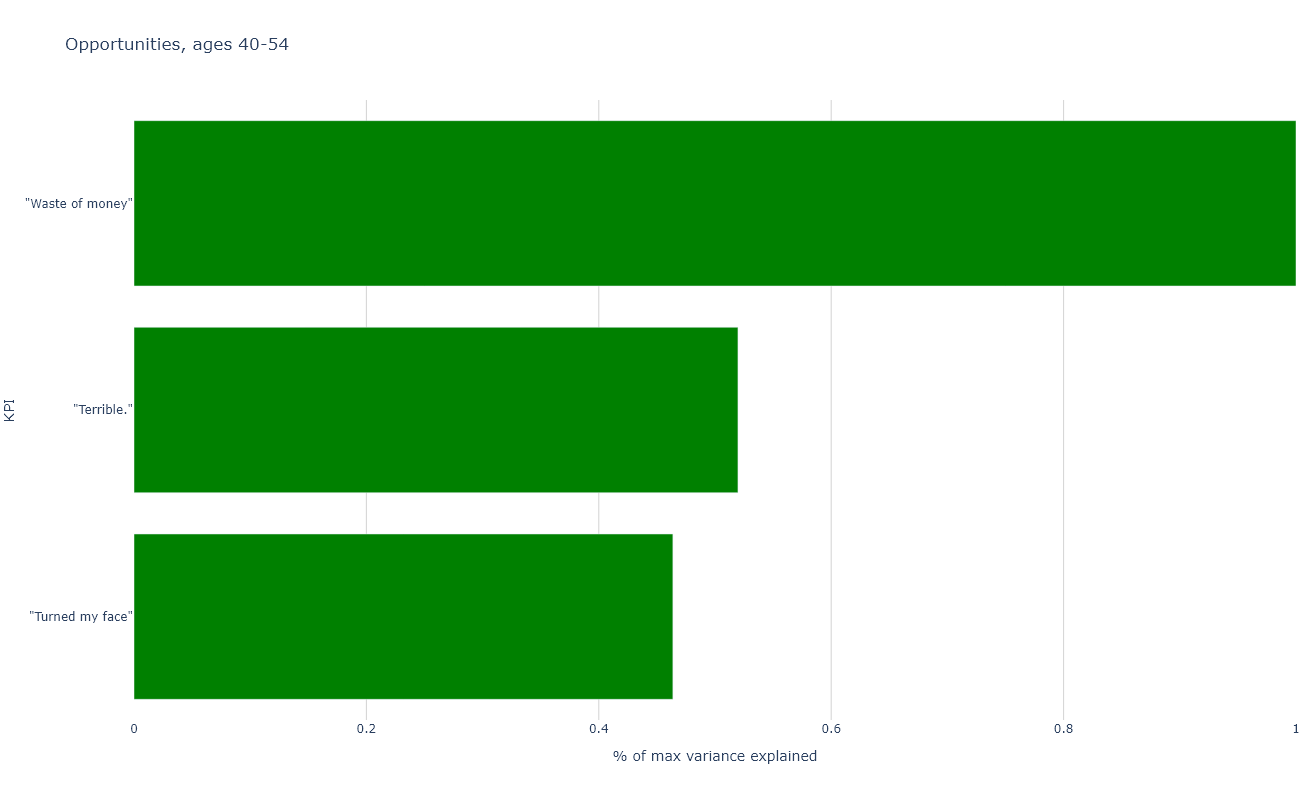 Opportunities, ages 40-54
"Waste of money"
"Terrible."
"Turned my face"
KPI
0 0.2 0.4 0.6 0.8 1
% of max variance explained